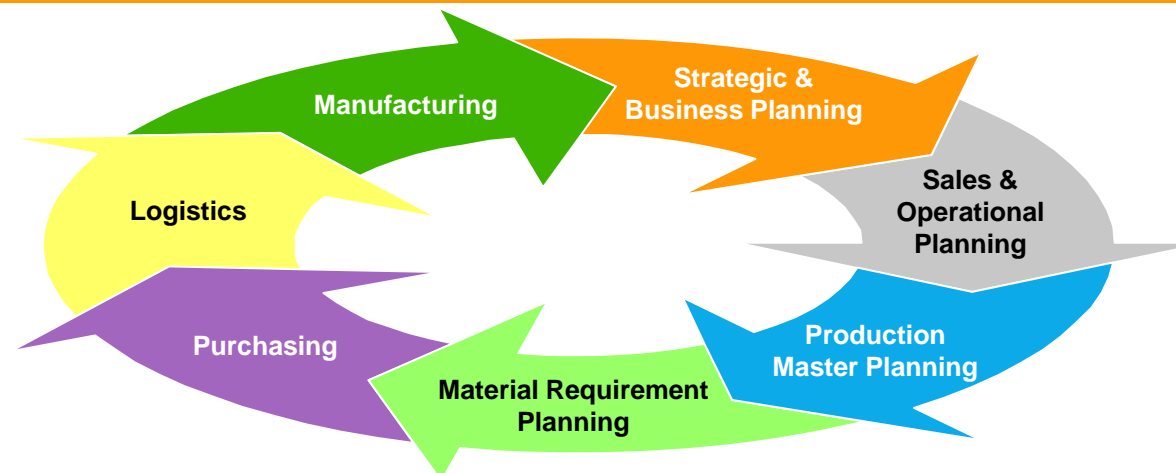 Manufacturing
Strategic &
Business Planning
Sales &
Operational
Planning
Production
Master Planning
Material Requirement
Planning
Purchasing
Logistics